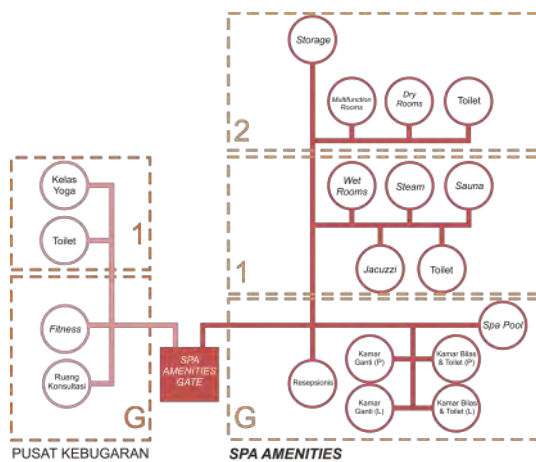 Storage
Multifunction
Rooms
Dry
Rooms
Toilet
2
Kelas
Yoga
Toilet
1
Wet
Rooms
Steam
Sauna
Jacuzzi
Toilet
1
Fitness
Ruang
Konsultasi
G
SPA
AMENITIES
GATE
Spa Pool
Resepsionis
Kamar
Ganti (P)
Kamar Bilas
& Toilet (P)
Kamar
Ganti (L)
Kamar Bilas
& Toilet (L)
G
PUSAT KEBUGARAN
SPA AMENITIES